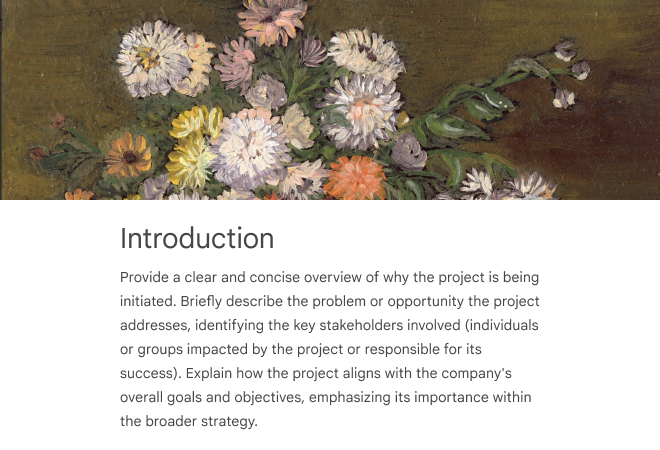 Introduction
Provide a clear and concise overview of why the project is being
initiated. Briefly describe the problem or opportunity the project
addresses, identifying the key stakeholders involved (individuals
or groups impacted by the project or responsible for its
success). Explain how the project aligns with the company's
overall goals and objectives, emphasizing its importance within
the broader strategy.